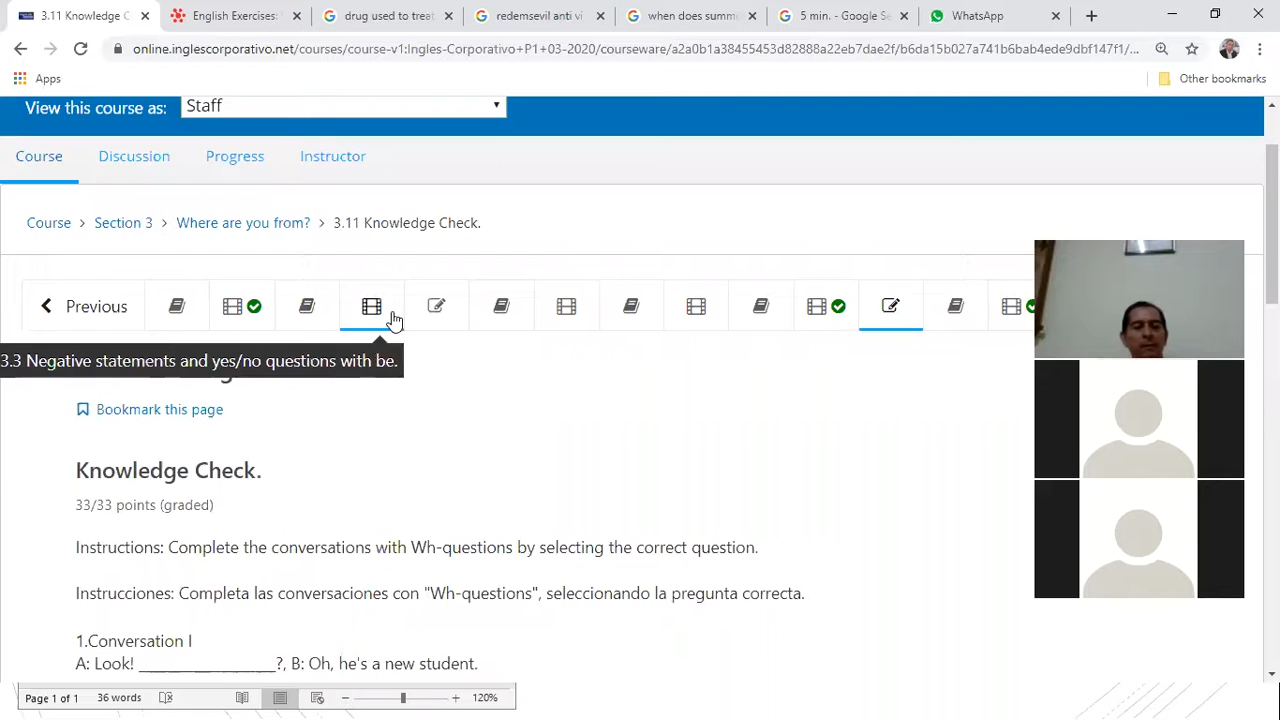 3.11 Knowledge C
English Exercises:
drug used to treat
redemsevil anti vi
when does summ
5 min. - Google Se
WhatsApp
online.inglescorporativo.net/courses/course-v1:Ingles-Corporativo+P1+03-2020/courseware/a2a0b1a38455453d8288b22eb7dae2f/b6da15b027a741b6bab4ede9dbf147f1/...
Apps
Other bookmarks
View this course as:
Staff
Course
Discussion
Progress
Instructor
Course > Section 3 > Where are you from? > 3.11 Knowledge Check.
Previous
3.3 Negative statements and yes/no questions with be.
Bookmark this page
Knowledge Check.
33/33 points (graded)
Instructions: Complete the conversations with Wh-questions by selecting the correct question.
Instrucciones: Completa las conversaciones con "Wh-questions", seleccionando la pregunta correcta.
1.Conversation I
A: Look! _________________?, B: Oh, he's a new student.
Page 1 of 1 36 words 120%